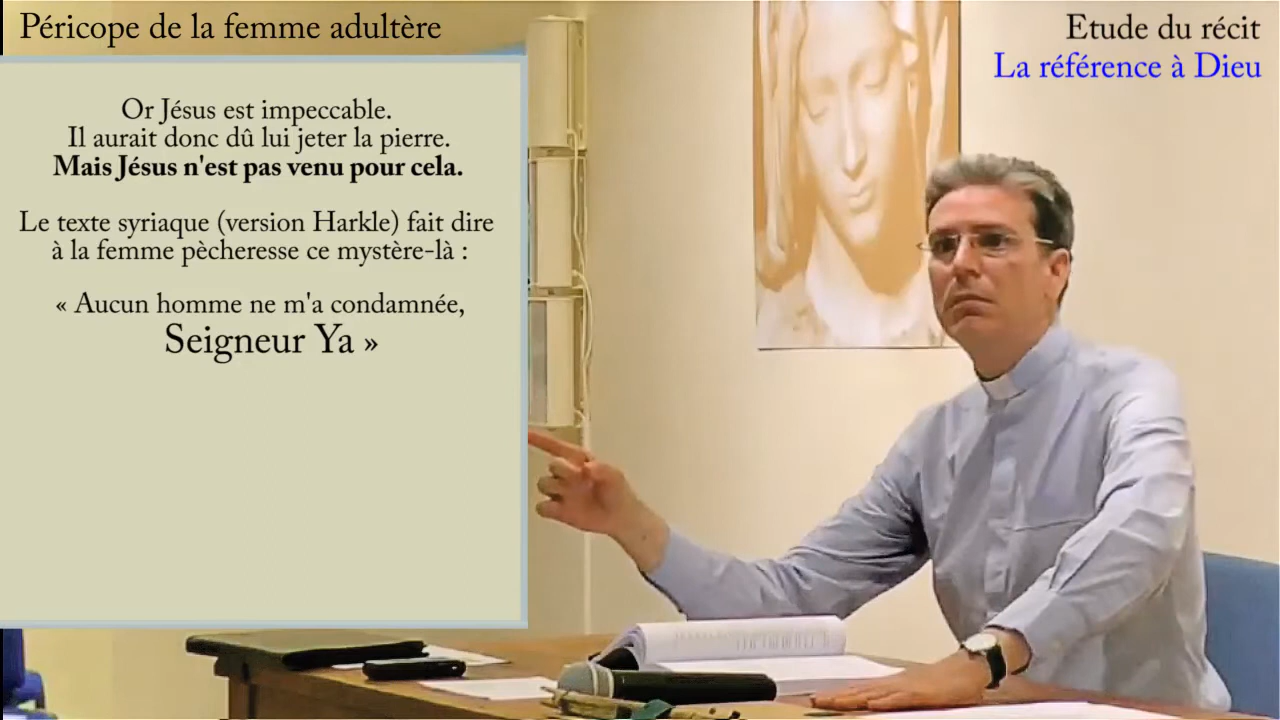 Péricope de la femme adultère
Etude du récit
La référence à Dieu
Or Jésus est impeccable.
Il aurait donc dû lui jeter la pierre.
Mais Jésus n'est pas venu pour cela.
Le texte syriaque (version Harkle) fait dire
à la femme pècheresse ce mystère-là :
« Aucun homme ne m'a condamnée,
Seigneur Ya »